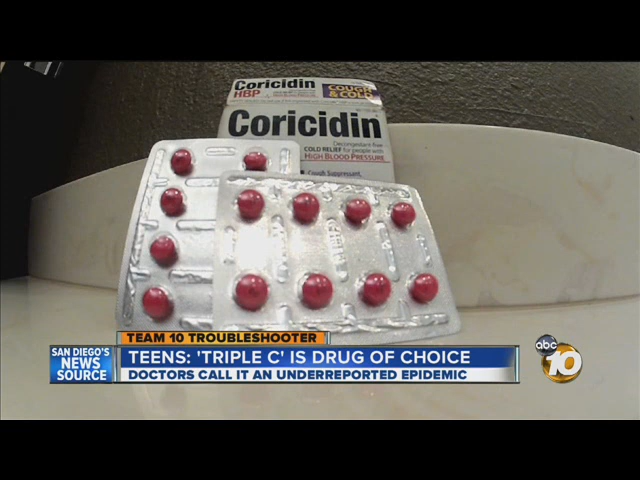 Coricidin
HBP
COUGH
& COLD
Coricidin
Decongestant-free
COLD RELIEF for people with
HIGH BLOOD PRESSURE
Cough Suppressant,
TEAM 10 TROUBLESHOOTER
SAN DIEGO'S
NEWS
SOURCE
TEENS: 'TRIPLE C' IS DRUG OF CHOICE
DOCTORS CALL IT AN UNDERREPORTED EPIDEMIC
abc
10